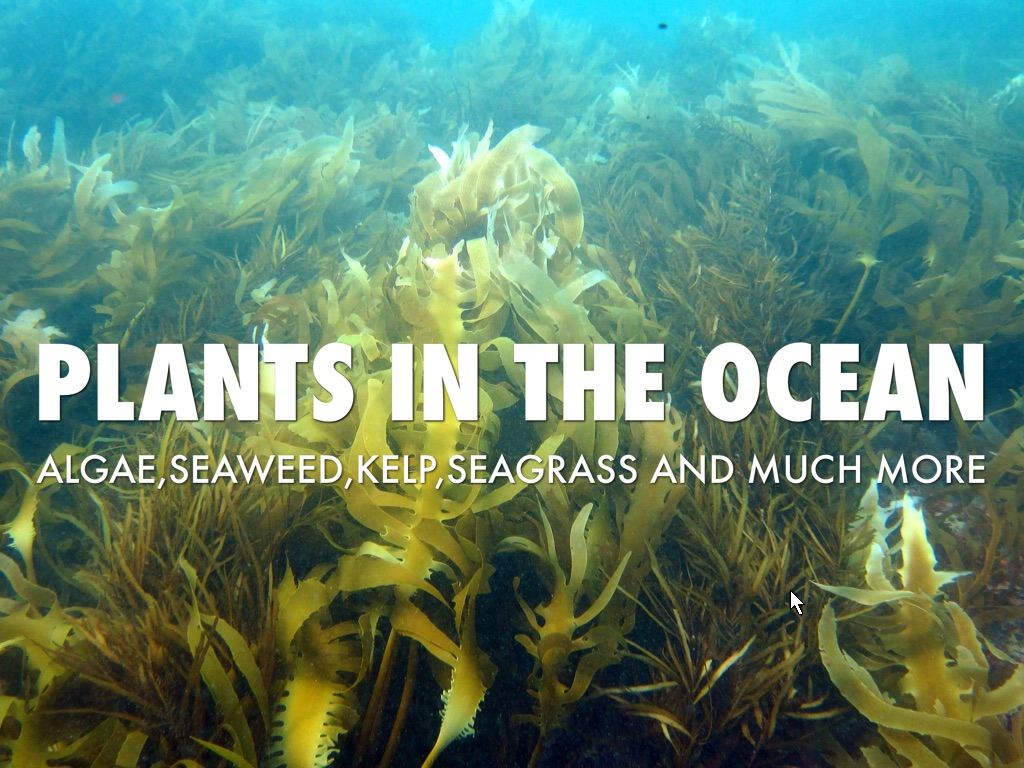 PLANTS IN THE OCEAN
ALGAE,SEAWEED,KELP,SEAGRASS AND MUCH MORE